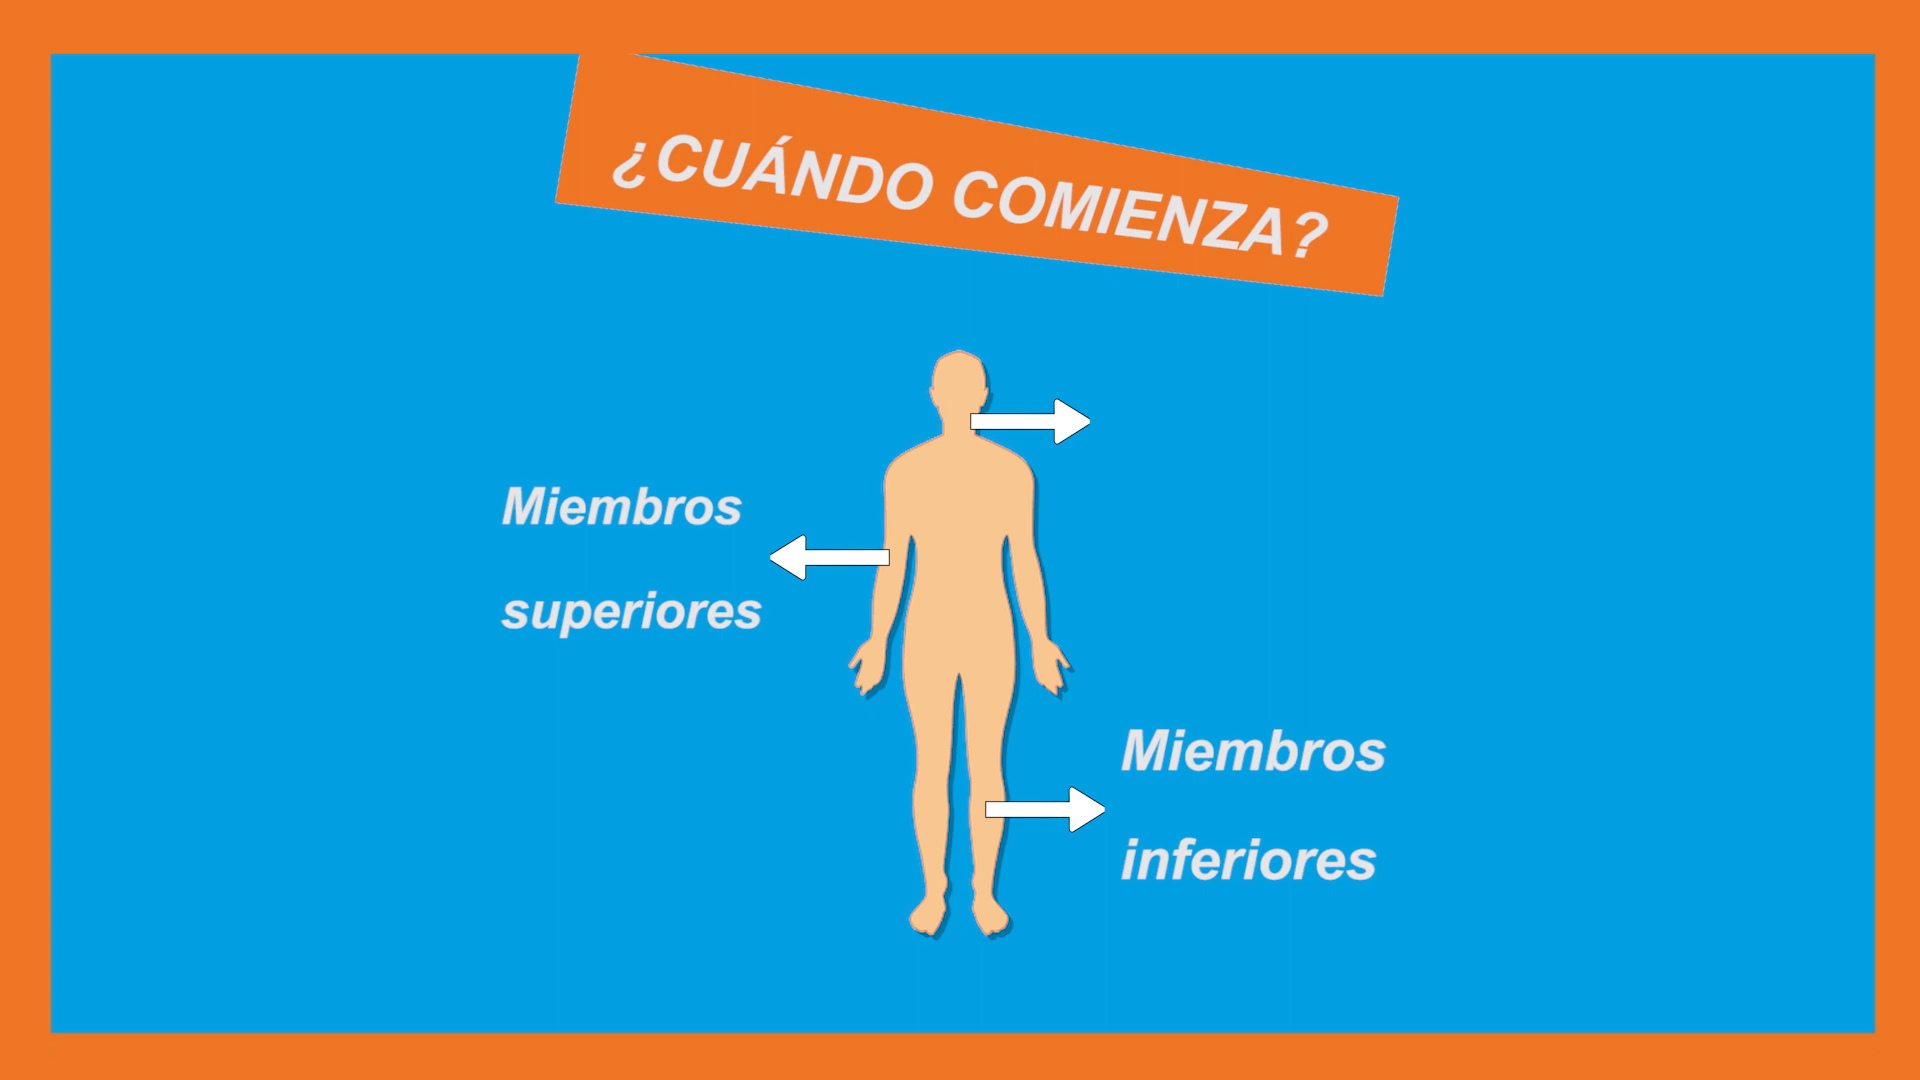 ¿CUÁNDO COMIENZA?
Miembros
superiores
Miembros
inferiores